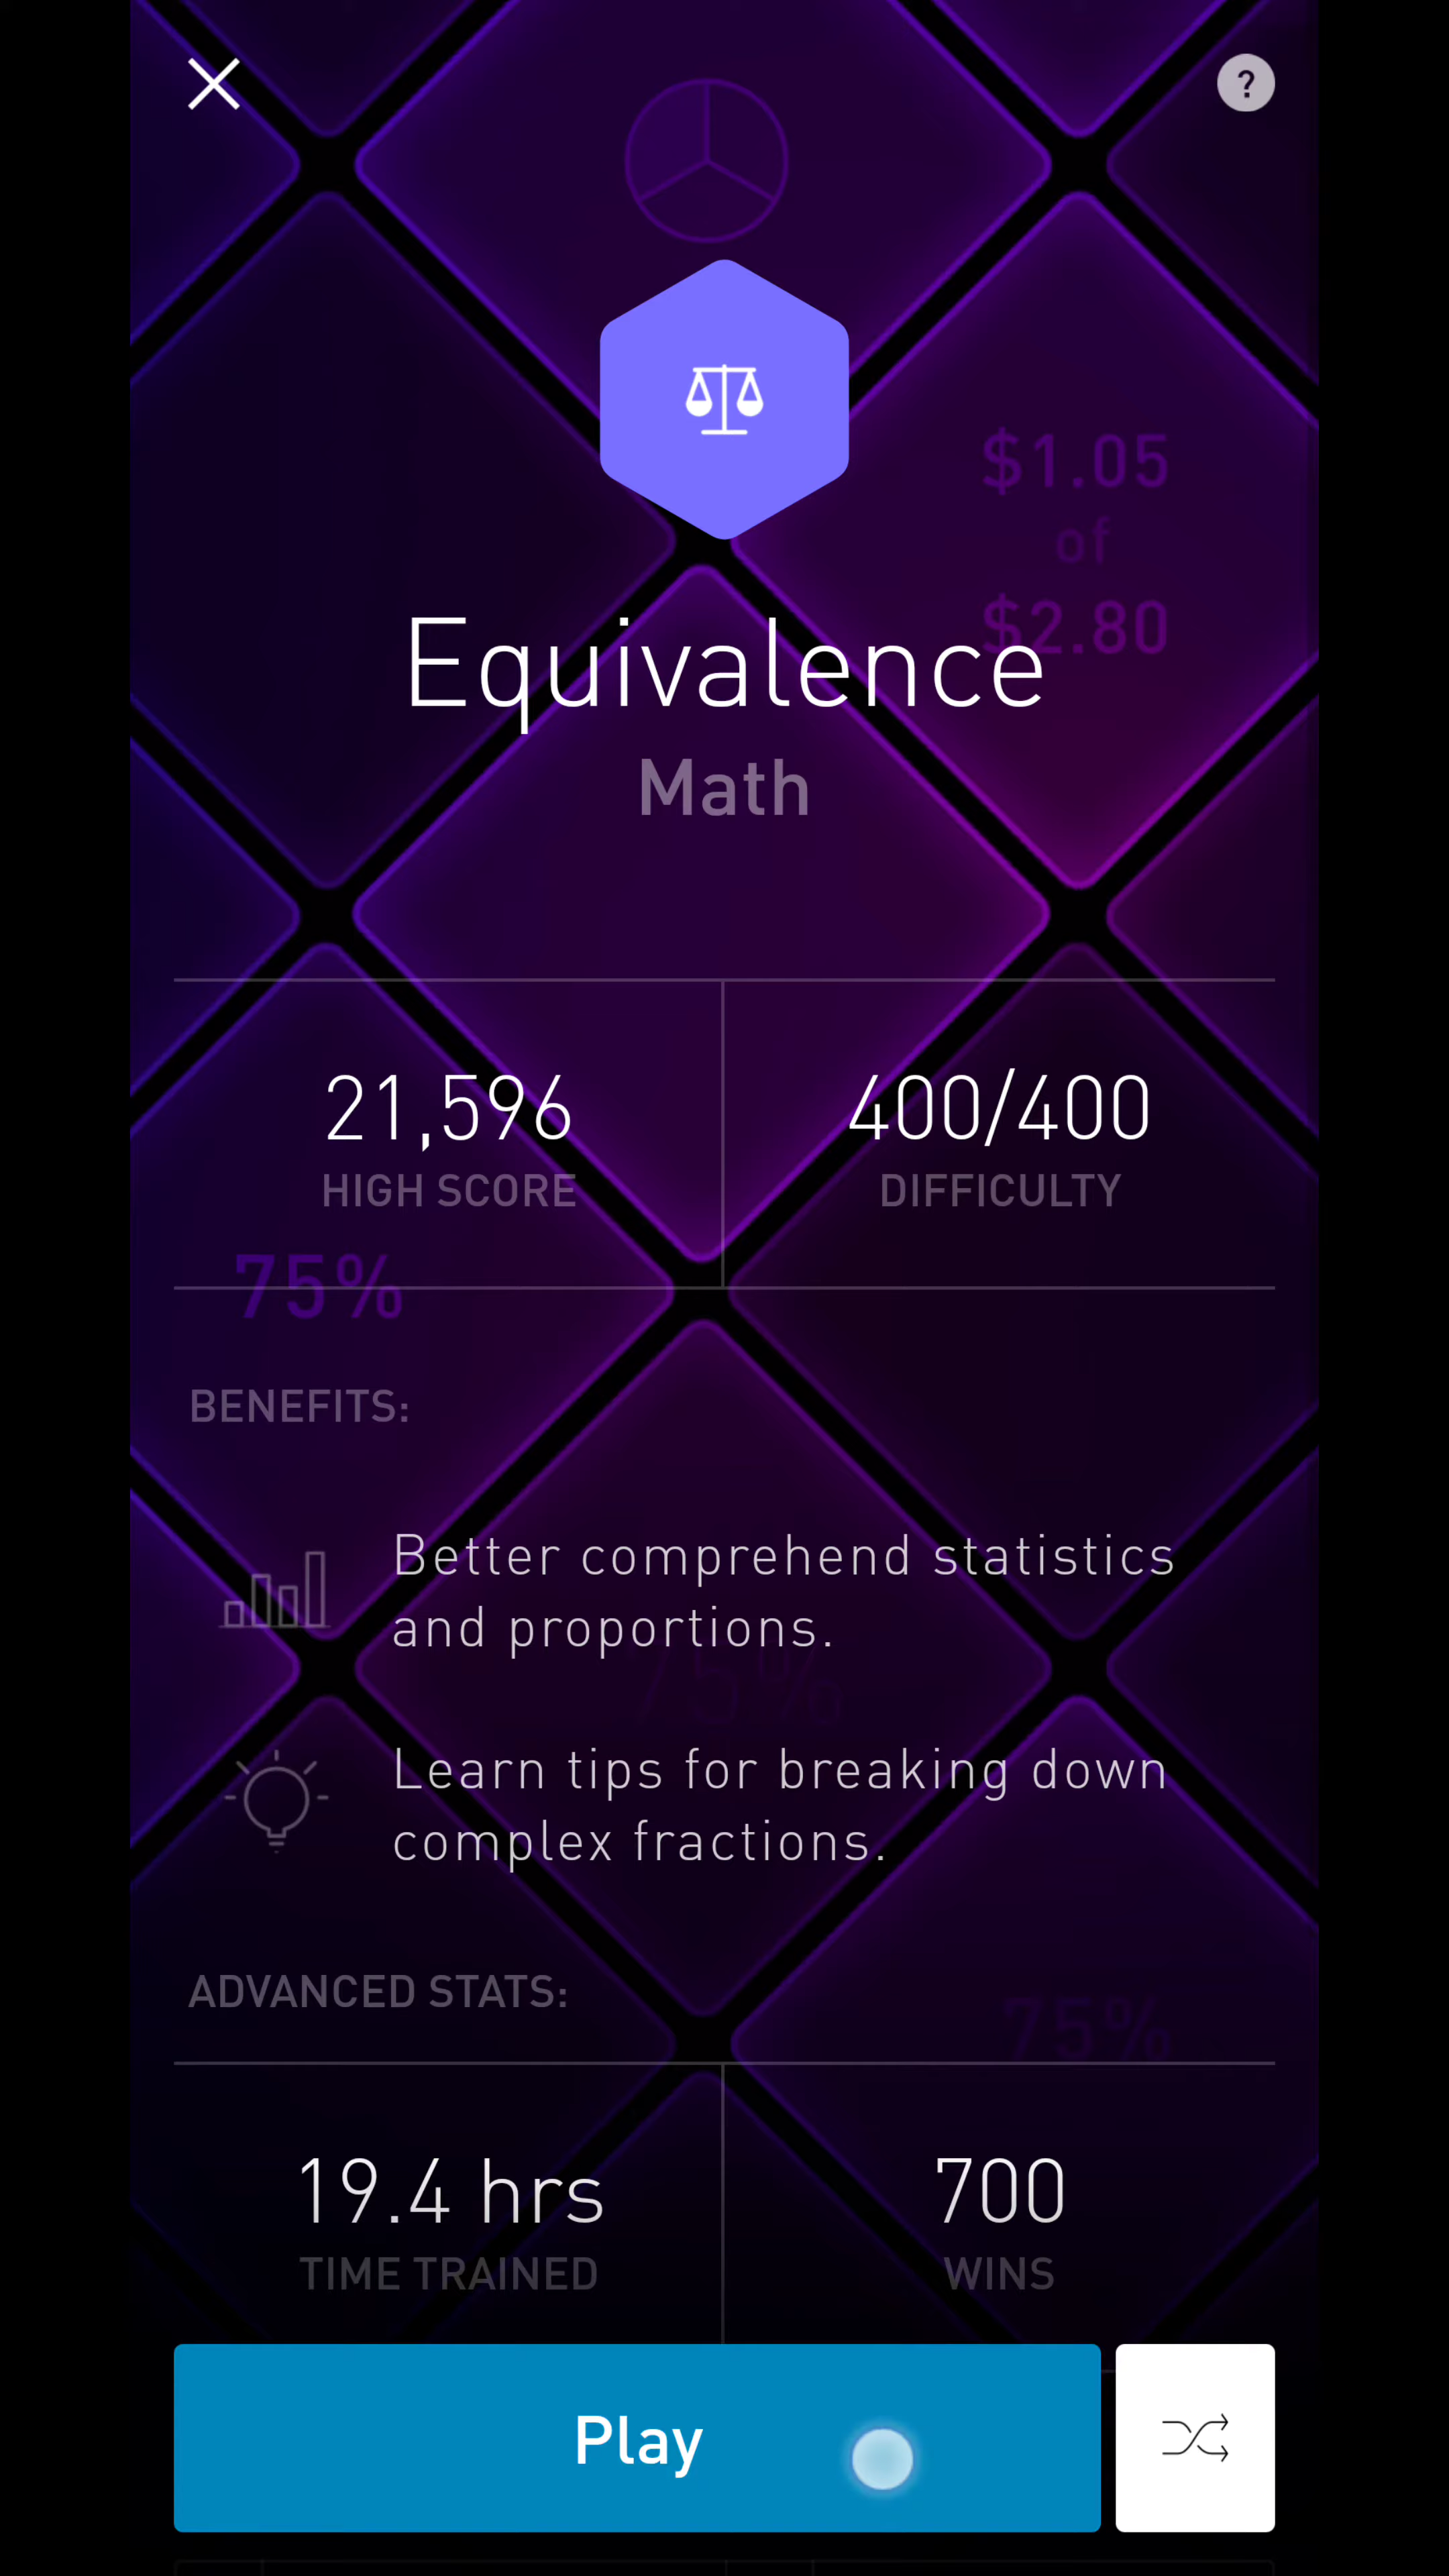 ?
$1.05
of
$2.80
Equivalence
Math
21,596
HIGH SCORE
400/400
DIFFICULTY
75%
BENEFITS:
Better comprehend statistics
and proportions.
75%
Learn tips for breaking down
complex fractions.
ADVANCED STATS:
75%
19.4 hrs
TIME TRAINED
700
WINS
Play